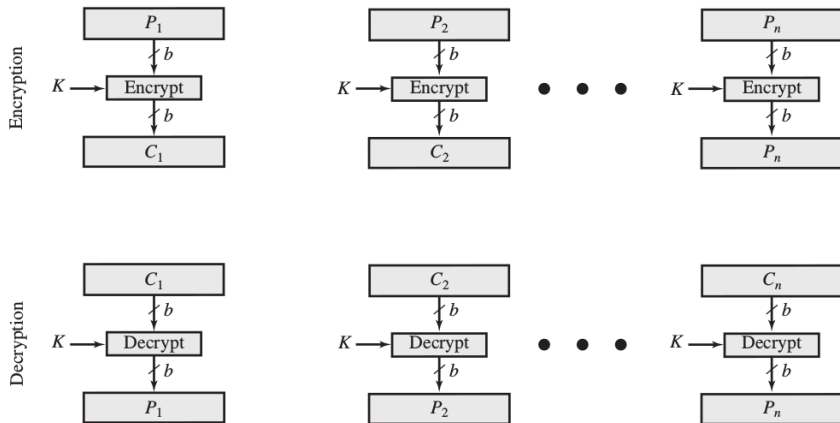 Encryption
P1 P2 Pn
b b b
K Encrypt K Encrypt K Encrypt
b b b
C1 C2 Pn
Decryption
C1 C2 Cn
b b b
K Decrypt K Decrypt K Decrypt
b b b
P1 P2 Pn